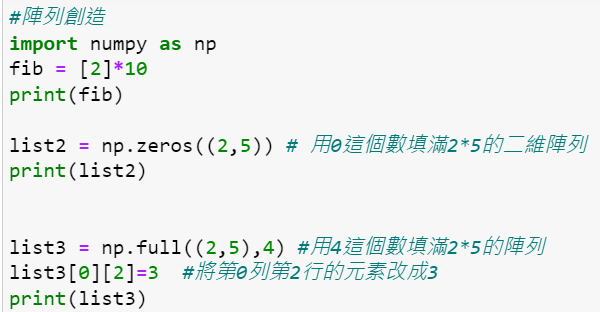 #陣列創造
import numpy as np
fib = [2]*10
print(fib)
list2 = np.zeros((2,5)) # 用0這個數填滿2*5的二維陣列
print(list2)
list3 = np.full((2,5),4) #用4這個數填滿2*5的陣列
list3[0][2]=3  #將第0列第2行的元素改成3
print(list3)